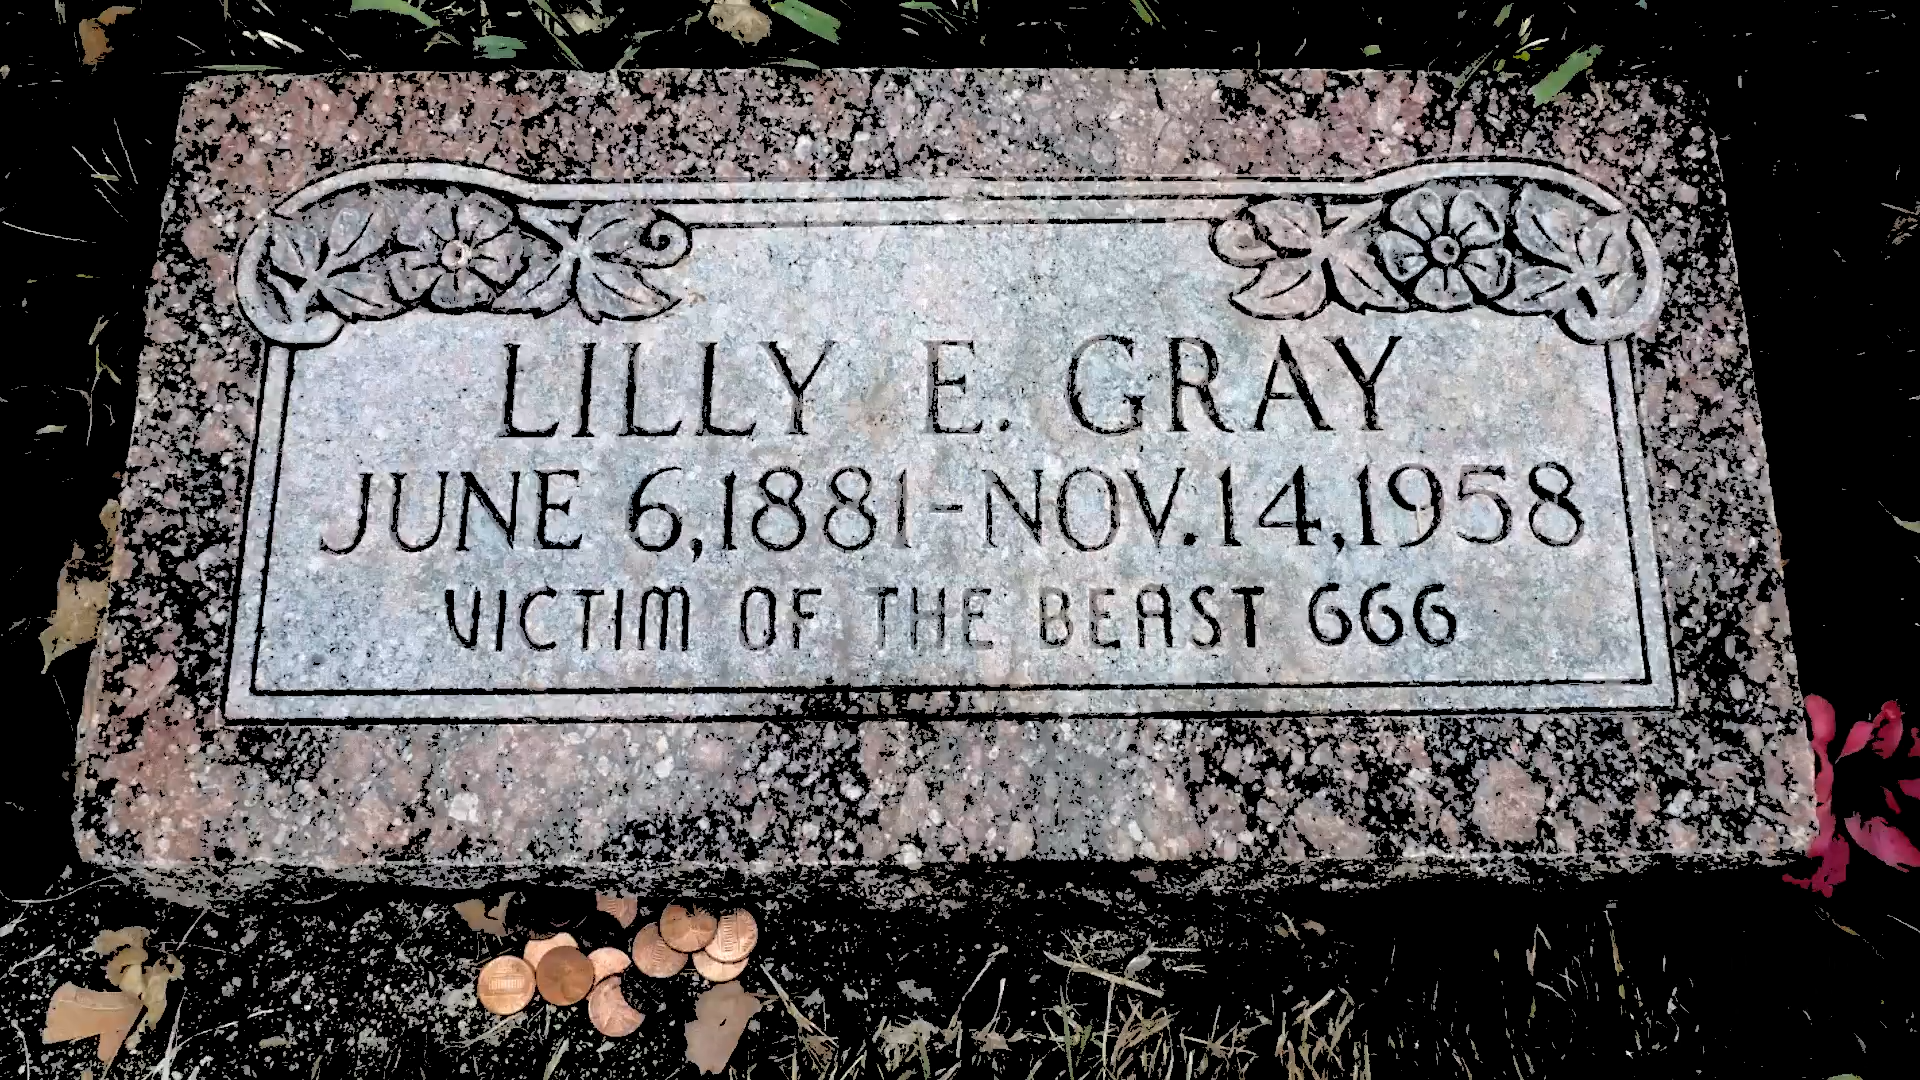 LILLY E. GRAY
JUNE 6,1881-NOV.14,1958
VICTIM OF THE BEAST 666